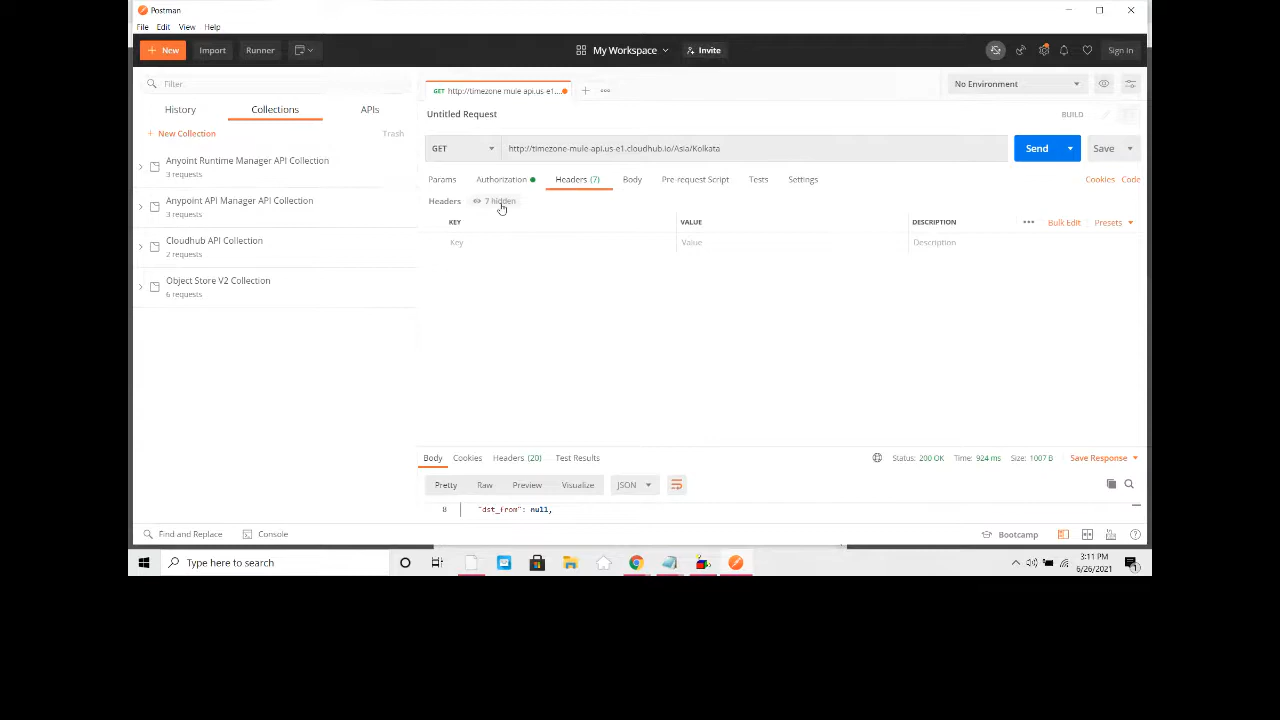 Postman
File Edit View Help
+ New Import Runner My Workspace Invite Sign In
Filter
History Collections APIs
+ New Collection Trash
Anyoint Runtime Manager API Collection
3 requests
Anypoint API Manager API Collection
3 requests
Cloudhub API Collection
2 requests
Object Store V2 Collection
6 requests
GET http://timezone mule api.us e1.... + ooo No Environment
Untitled Request BUILD
GET http://timezone-mule-api.us-e1.cloudhub.io/Asia/Kolkata Send Save
Params Authorization Headers (7) Body Pre-request Script Tests Settings Cookies Code
Headers 7 hidden
KEY VALUE DESCRIPTION ooo Bulk Edit Presets
Key Value Description
Body Cookies Headers (20) Test Results Status: 200 OK Time: 924 ms Size: 1007 B Save Response
Pretty Raw Preview Visualize JSON
8 "dst_from": null,
Find and Replace Console Bootcamp
Type here to search 3:11 PM
6/26/2021